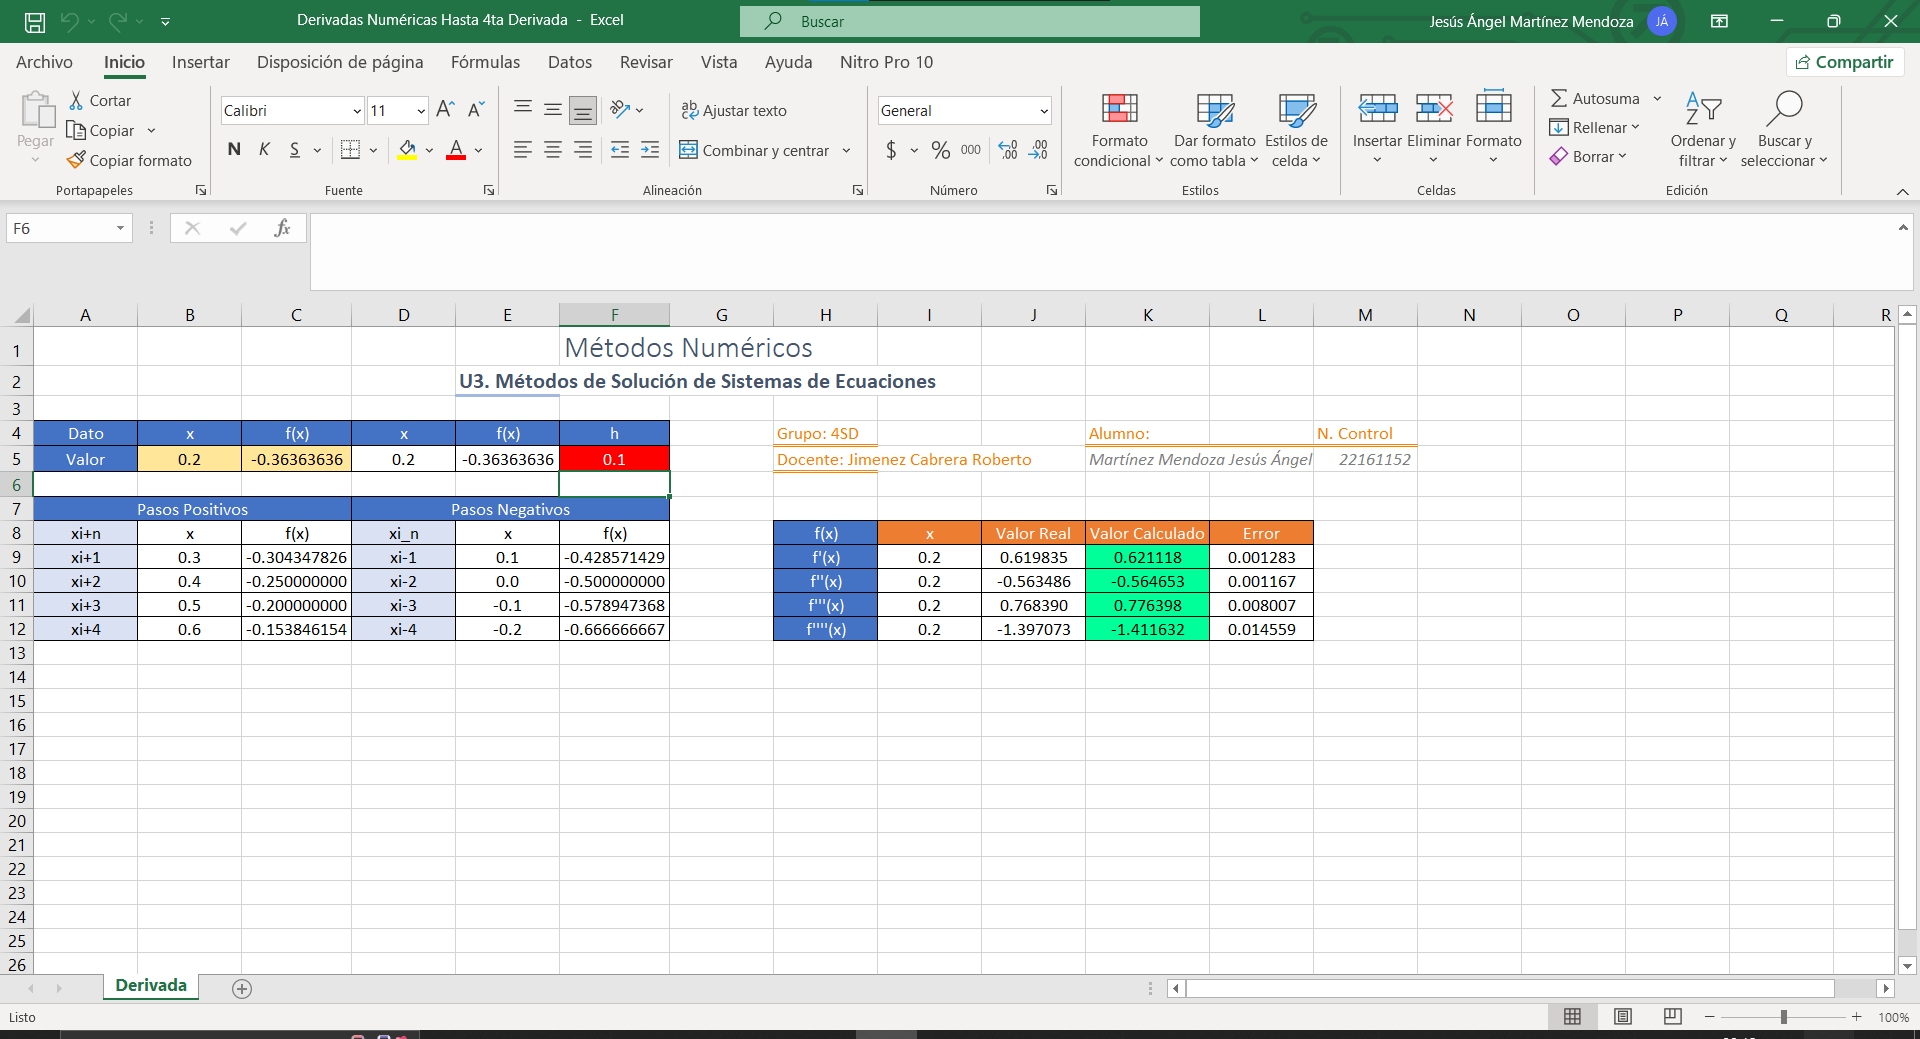 Derivadas Numéricas Hasta 4ta Derivada - Excel
Buscar
Jesús Ángel Martínez Mendoza
JÁ
Archivo Inicio Insertar Disposición de página Fórmulas Datos Revisar Vista Ayuda Nitro Pro 10
Compartir
Pegar
Cortar
Copiar
Copiar formato
Portapapeles
Calibri 11
N K S
Fuente
Ajustar texto
Combinar y centrar
Alineación
General
$ % 000
Número
Formato condicional
Dar formato como tabla
Estilos de celda
Estilos
Insertar Eliminar Formato
Celdas
Autosuma
Rellenar
Borrar
Ordenar y filtrar
Buscar y seleccionar
Edición
F6
fx
A B C D E F G H I J K L M N O P Q R
1 Métodos Numéricos
2 U3. Métodos de Solución de Sistemas de Ecuaciones
3
4 Dato x f(x) x f(x) h Grupo: 4SD Alumno: N. Control
5 Valor 0.2 -0.36363636 0.2 -0.36363636 0.1 Docente: Jimenez Cabrera Roberto Martínez Mendoza Jesús Ángel 22161152
6
7 Pasos Positivos Pasos Negativos
8 xi+n x f(x) xi_n x f(x) f(x) x Valor Real Valor Calculado Error
9 xi+1 0.3 -0.304347826 xi-1 0.1 -0.428571429 f'(x) 0.2 0.619835 0.621118 0.001283
10 xi+2 0.4 -0.250000000 xi-2 0.0 -0.500000000 f''(x) 0.2 -0.563486 -0.564653 0.001167
11 xi+3 0.5 -0.200000000 xi-3 -0.1 -0.578947368 f'''(x) 0.2 0.768390 0.776398 0.008007
12 xi+4 0.6 -0.153846154 xi-4 -0.2 -0.666666667 f''''(x) 0.2 -1.397073 -1.411632 0.014559
13
14
15
16
17
18
19
20
21
22
23
24
25
26
Derivada
Listo
100%